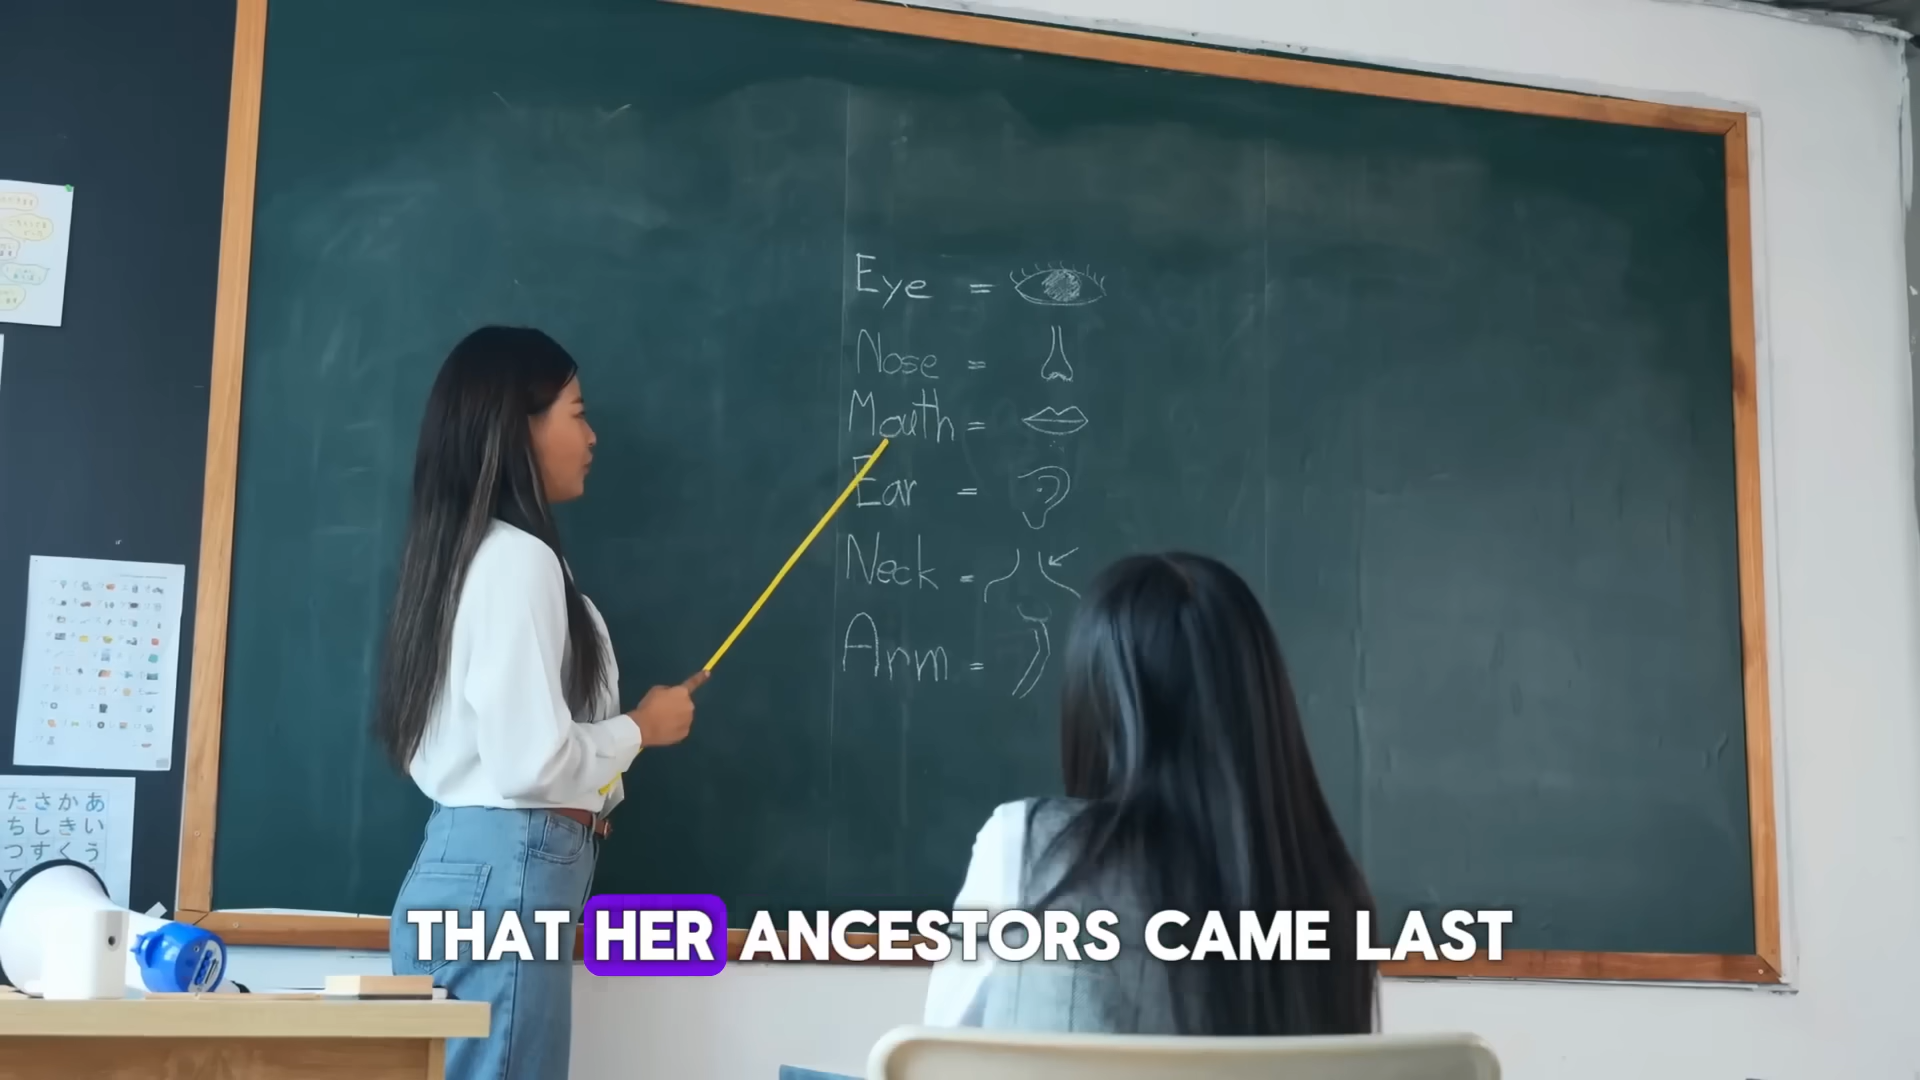 Eye =
Nose =
Mouth =
Ear =
Neck =
Arm =
たさかあ
ちしきい
つすくう
て
THAT HER ANCESTORS CAME LAST